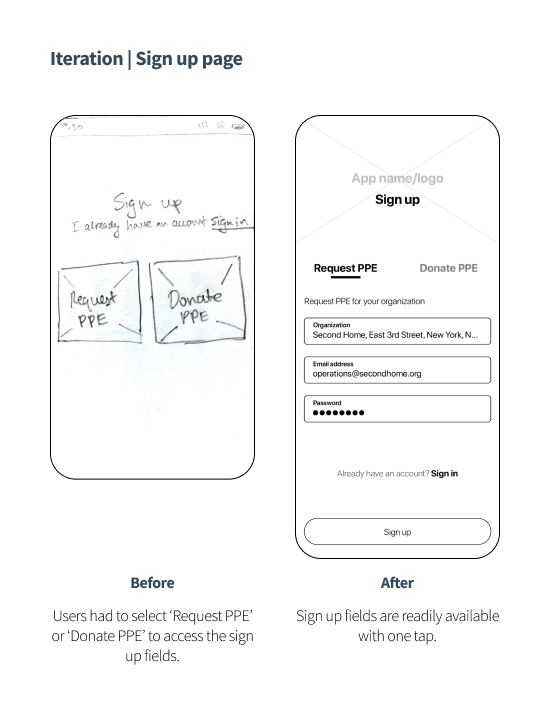 Iteration | Sign up page
Sign up
I already have an account Sign in
Request
PPE
Donate
PPE
App name/logo
Sign up
Request PPE
Donate PPE
Request PPE for your organization
Organization
Second Home, East 3rd Street, New York, N...
Email address
operations@secondhome.org
Password
●●●●●●●●
Already have an account? Sign in
Sign up
Before
Users had to select ‘Request PPE’
or ‘Donate PPE’ to access the sign
up fields.
After
Sign up fields are readily available
with one tap.